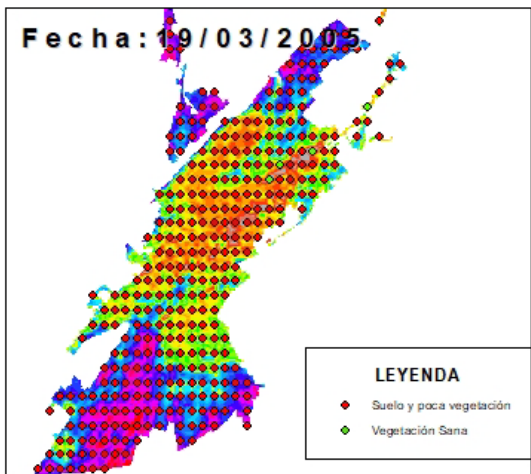 Fecha:19/03/2005
LEYENDA
Suelo y poca vegetación
Vegetación Sana